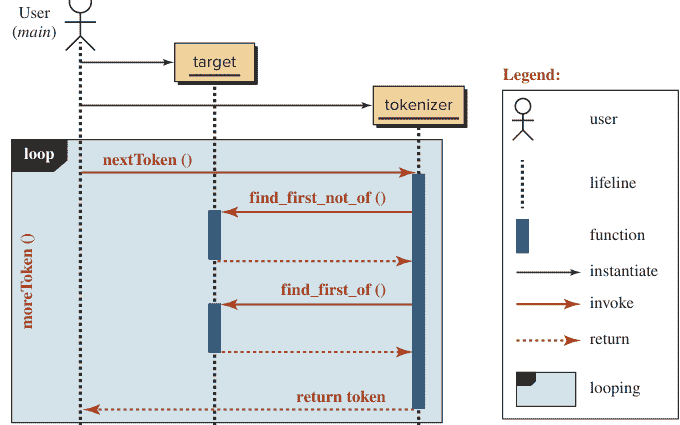 User
(main)
target
tokenizer
loop
nextToken ()
find_first_not_of ()
find_first_of ()
return token
moreToken ()
Legend:
user
lifeline
function
instantiate
invoke
return
looping